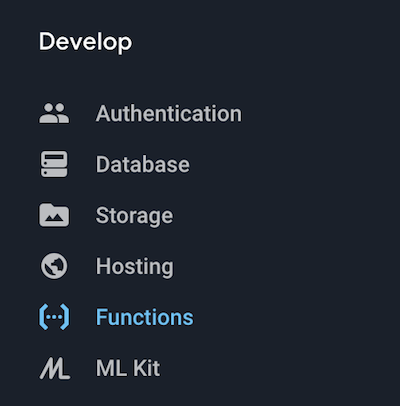 Develop
Authentication
Database
Storage
Hosting
Functions
ML Kit